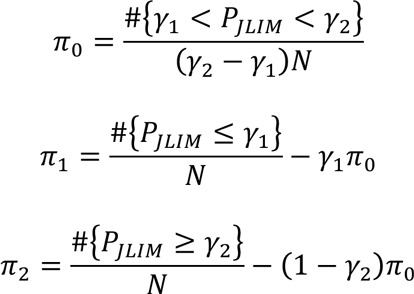 π₀ = #{γ₁ < P_JLIM < γ₂} / (γ₂ − γ₁)N
π₁ = #{P_JLIM ≤ γ₁} / N − γ₁π₀
π₂ = #{P_JLIM ≥ γ₂} / N − (1 − γ₂)π₀